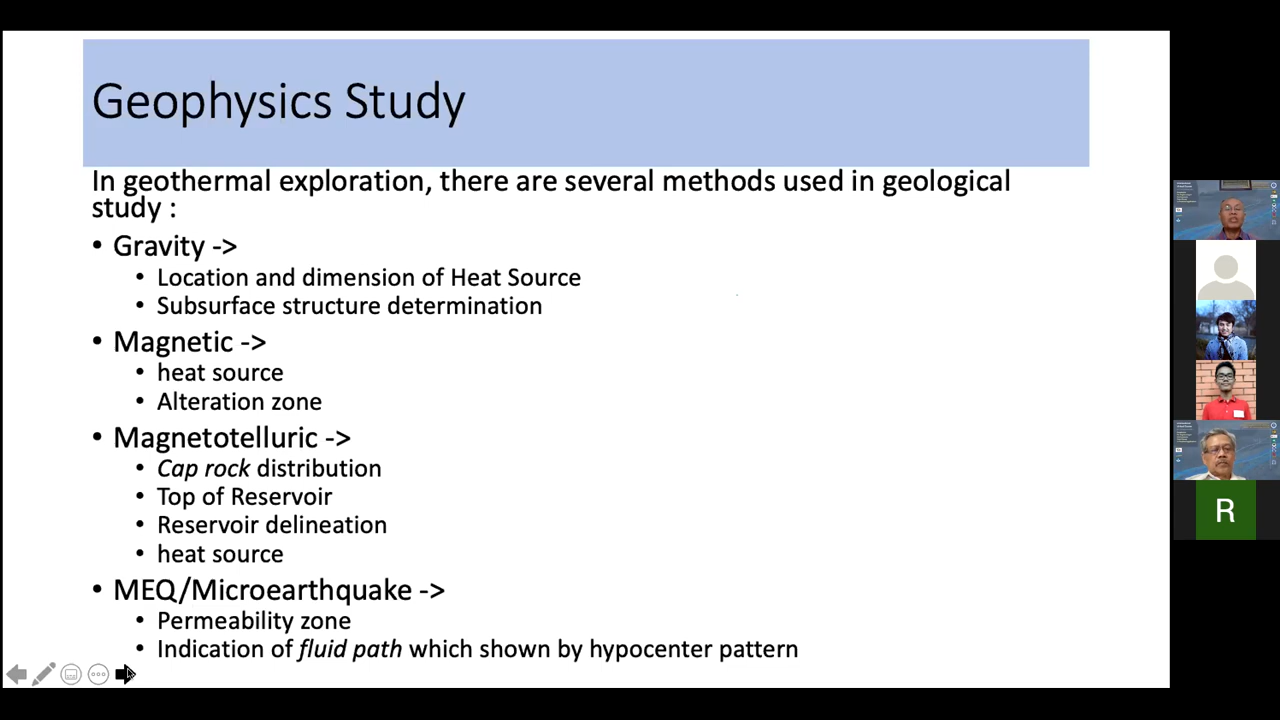 Geophysics Study
In geothermal exploration, there are several methods used in geological
study :
• Gravity ->
• Location and dimension of Heat Source
• Subsurface structure determination
• Magnetic ->
• heat source
• Alteration zone
• Magnetotelluric ->
• Cap rock distribution
• Top of Reservoir
• Reservoir delineation
• heat source
• MEQ/Microearthquake ->
• Permeability zone
• Indication of fluid path which shown by hypocenter pattern
R